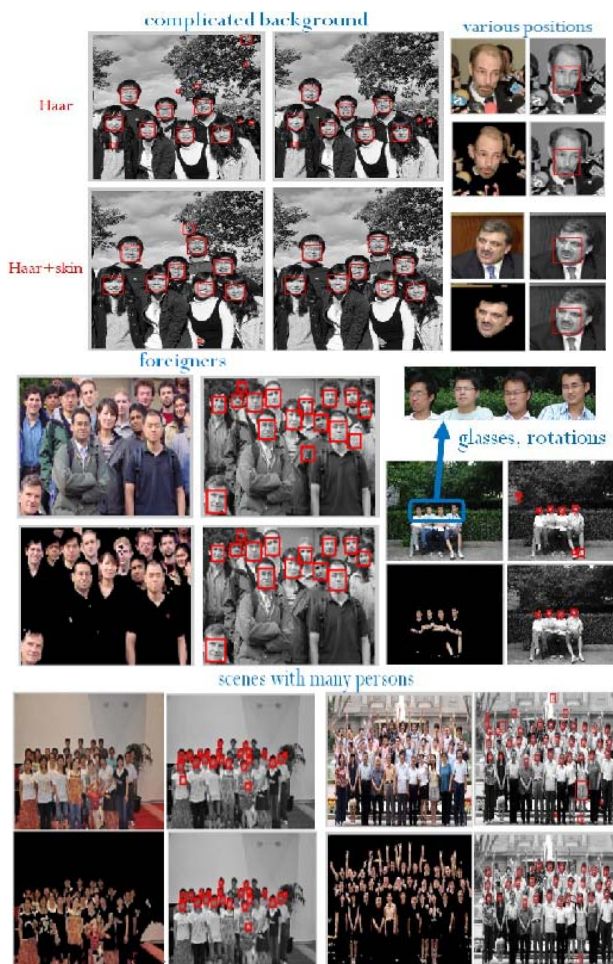 complicated background
various positions
Haar
Haar+skin
foreigners
glasses, rotations
scenes with many persons